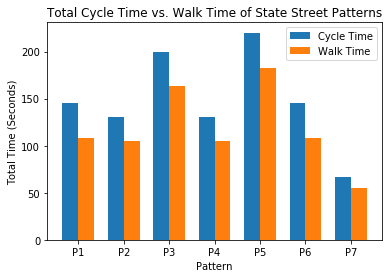 Total Cycle Time vs. Walk Time of State Street Patterns
Cycle Time
Walk Time
Total Time (Seconds)
200
150
100
50
0
P1 P2 P3 P4 P5 P6 P7
Pattern